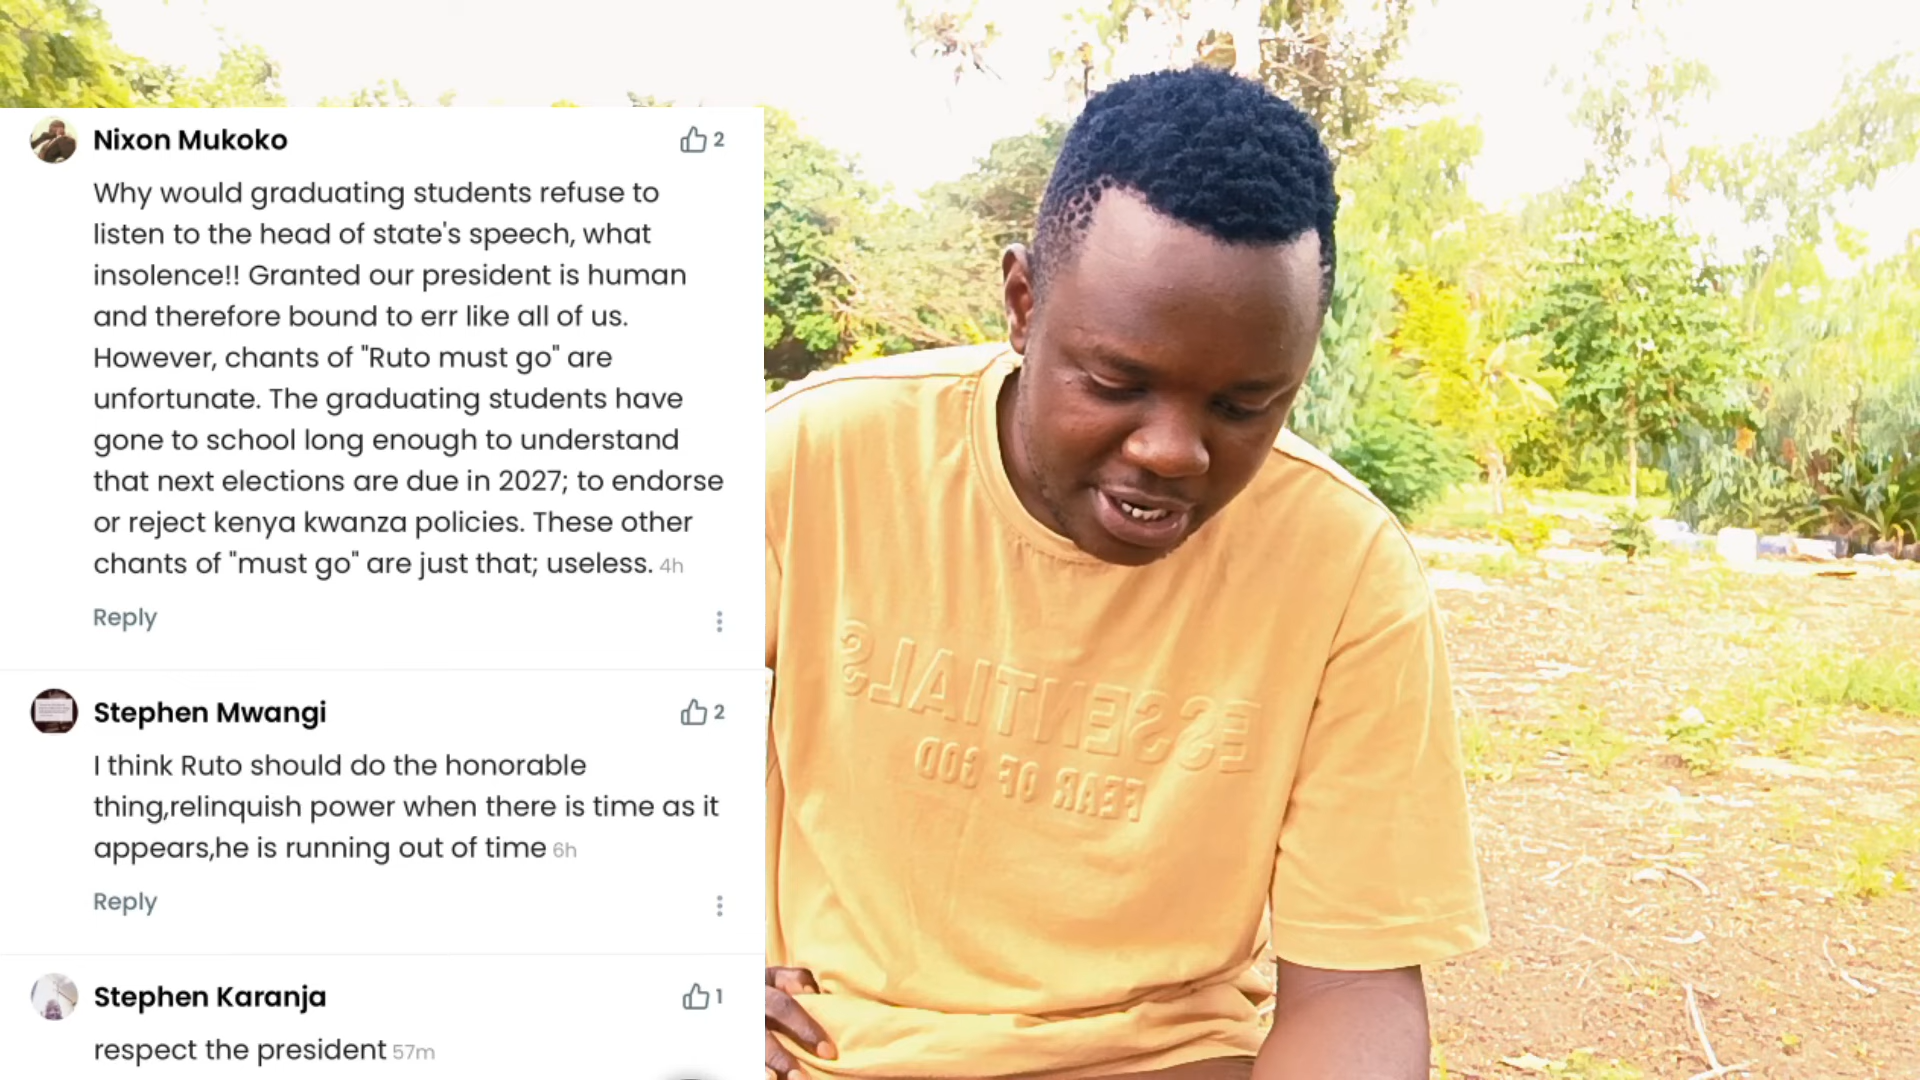 Nixon Mukoko
2
Why would graduating students refuse to
listen to the head of state's speech, what
insolence!! Granted our president is human
and therefore bound to err like all of us.
However, chants of "Ruto must go" are
unfortunate. The graduating students have
gone to school long enough to understand
that next elections are due in 2027; to endorse
or reject kenya kwanza policies. These other
chants of "must go" are just that; useless. 4h
Reply
Stephen Mwangi
2
I think Ruto should do the honorable
thing,relinquish power when there is time as it
appears,he is running out of time 6h
Reply
Stephen Karanja
1
respect the president 57m
ESSENTIALS
FEAR OF GOD